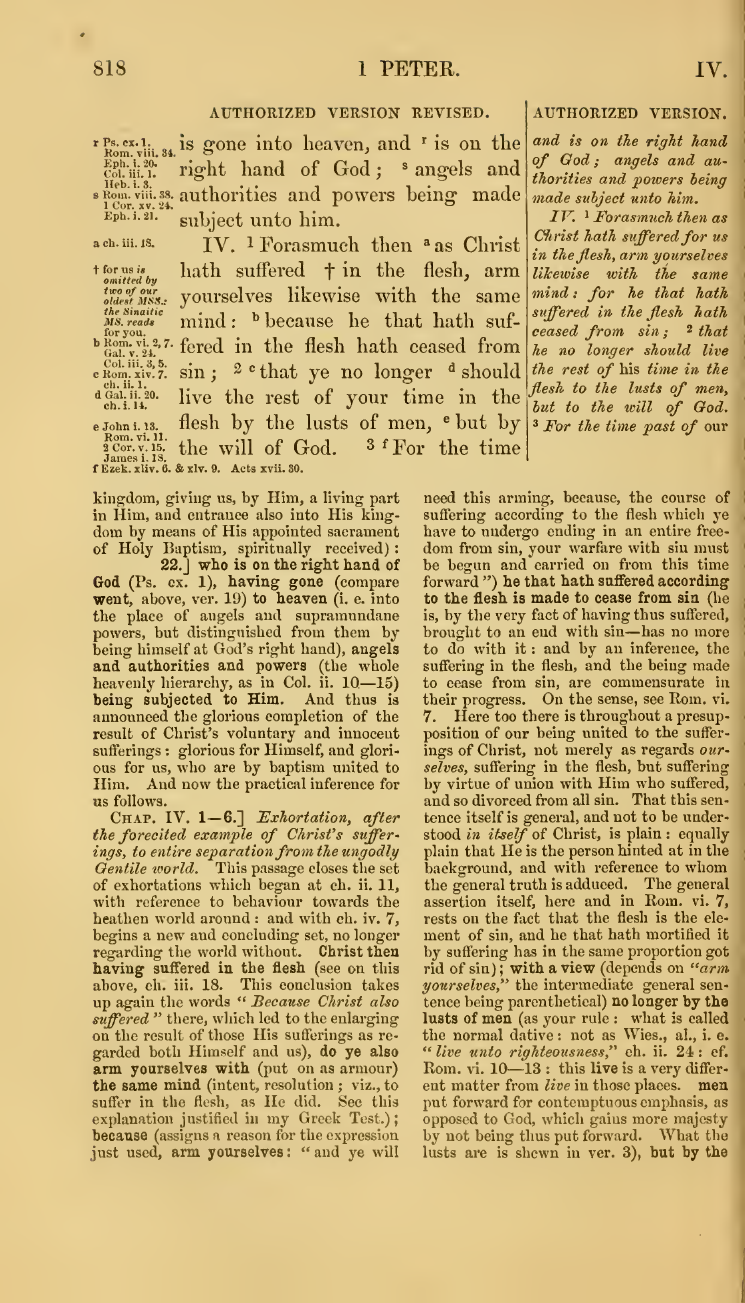 818
1 PETER.
IV.
AUTHORIZED VERSION REVISED.
r Ps. cx. 1.
Rom. viii. 34.
Eph. i. 20.
Col. iii. 1.
Heb. i. 3.
s Rom. viii. 38.
1 Cor. xv. 24.
Eph. i. 21.
a ch. iii. 18.
† for us is
omitted by
two of our
oldest MSS.:
the Sinaitic
MS. reads
for you.
b Rom. vi. 2, 7.
Gal. v. 24.
Col. iii. 3, 5.
c Rom. xiv. 7.
ch. ii. 1.
d Gal. ii. 20.
ch. i. 14.
e John i. 13.
Rom. vi. 11.
2 Cor. v. 15.
James i. 18.
f Ezek. xliv. 6. & xlv. 9. Acts xvii. 30.
is gone into heaven, and r is on the
right hand of God ; s angels and
authorities and powers being made
subject unto him.
IV. 1 Forasmuch then a as Christ
hath suffered † in the flesh, arm
yourselves likewise with the same
mind : b because he that hath suf-
fered in the flesh hath ceased from
sin ; 2 c that ye no longer d should
live the rest of your time in the
flesh by the lusts of men, e but by
the will of God. 3 f For the time
AUTHORIZED VERSION.
and is on the right hand
of God ; angels and au-
thorities and powers being
made subject unto him.
IV. 1 Forasmuch then as
Christ hath suffered for us
in the flesh, arm yourselves
likewise with the same
mind : for he that hath
suffered in the flesh hath
ceased from sin ; 2 that
he no longer should live
the rest of his time in the
flesh to the lusts of men,
but to the will of God.
3 For the time past of our
kingdom, giving us, by Him, a living part
in Him, and entrance also into His king-
dom by means of His appointed sacrament
of Holy Baptism, spiritually received) :
22.] who is on the right hand of
God (Ps. cx. 1), having gone (compare
went, above, ver. 19) to heaven (i. e. into
the place of angels and supramundane
powers, but distinguished from them by
being himself at God's right hand), angels
and authorities and powers (the whole
heavenly hierarchy, as in Col. ii. 10—15)
being subjected to Him. And thus is
announced the glorious completion of the
result of Christ's voluntary and innocent
sufferings : glorious for Himself, and glori-
ous for us, who are by baptism united to
Him. And now the practical inference for
us follows.
CHAP. IV. 1—6.] Exhortation, after
the forecited example of Christ's suffer-
ings, to entire separation from the ungodly
Gentile world. This passage closes the set
of exhortations which began at ch. ii. 11,
with reference to behaviour towards the
heathen world around : and with ch. iv. 7,
begins a new and concluding set, no longer
regarding the world without. Christ then
having suffered in the flesh (see on this
above, ch. iii. 18. This conclusion takes
up again the words " Because Christ also
suffered " there, which led to the enlarging
on the result of those His sufferings as re-
garded both Himself and us), do ye also
arm yourselves with (put on as armour)
the same mind (intent, resolution ; viz., to
suffer in the flesh, as He did. See this
explanation justified in my Greek Test.) ;
because (assigns a reason for the expression
just used, arm yourselves : " and ye will
need this arming, because, the course of
suffering according to the flesh which ye
have to undergo ending in an entire free-
dom from sin, your warfare with sin must
be begun and carried on from this time
forward ") he that hath suffered according
to the flesh is made to cease from sin (he
is, by the very fact of having thus suffered,
brought to an end with sin—has no more
to do with it : and by an inference, the
suffering in the flesh, and the being made
to cease from sin, are commensurate in
their progress. On the sense, see Rom. vi.
7. Here too there is throughout a presup-
position of our being united to the suffer-
ings of Christ, not merely as regards our-
selves, suffering in the flesh, but suffering
by virtue of union with Him who suffered,
and so divorced from all sin. That this sen-
tence itself is general, and not to be under-
stood in itself of Christ, is plain : equally
plain that He is the person hinted at in the
background, and with reference to whom
the general truth is adduced. The general
assertion itself, here and in Rom. vi. 7,
rests on the fact that the flesh is the ele-
ment of sin, and he that hath mortified it
by suffering has in the same proportion got
rid of sin) ; with a view (depends on "arm
yourselves," the intermediate general sen-
tence being parenthetical) no longer by the
lusts of men (as your rule : what is called
the normal dative : not as Wies., al., i. e.
" live unto righteousness," ch. ii. 24 : cf.
Rom. vi. 10—13 : this live is a very differ-
ent matter from live in those places. men
put forward for contemptuous emphasis, as
opposed to God, which gains more majesty
by not being thus put forward. What the
lusts are is shewn in ver. 3), but by the